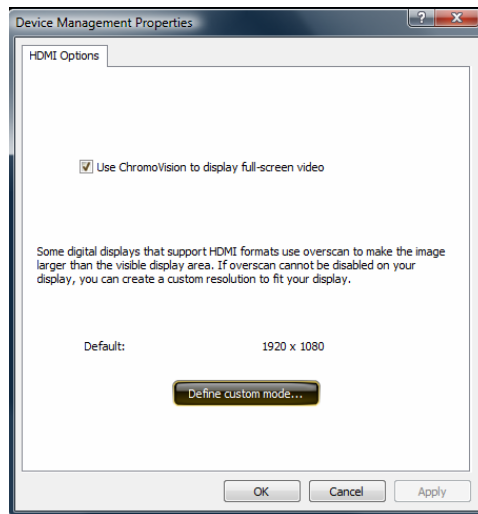 Device Management Properties
HDMI Options
Use ChromoVision to display full-screen video
Some digital displays that support HDMI formats use overscan to make the image
larger than the visible display area. If overscan cannot be disabled on your
display, you can create a custom resolution to fit your display.
Default: 1920 x 1080
Define custom mode...
OK Cancel Apply